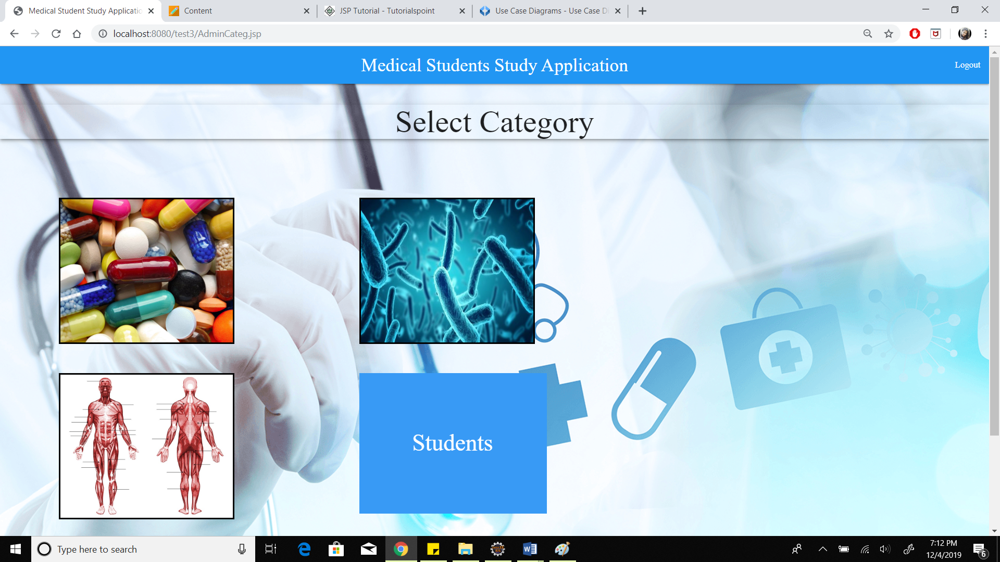 Medical Student Study Applicatio
Content
JSP Tutorial - Tutorialspoint
Use Case Diagrams - Use Case D
localhost:8080/test3/AdminCateg.jsp
Medical Students Study Application
Logout
Select Category
Students
Type here to search
7:12 PM
12/4/2019
6